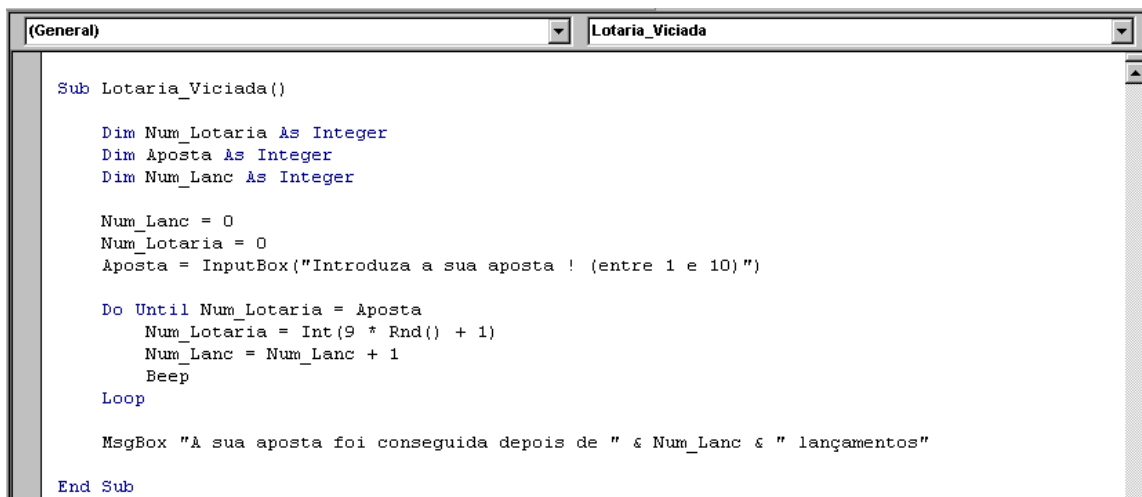 (General) Lotaria_Viciada
Sub Lotaria_Viciada()
Dim Num_Lotaria As Integer
Dim Aposta As Integer
Dim Num_Lanc As Integer
Num_Lanc = 0
Num_Lotaria = 0
Aposta = InputBox("Introduza a sua aposta ! (entre 1 e 10)")
Do Until Num_Lotaria = Aposta
Num_Lotaria = Int(9 * Rnd() + 1)
Num_Lanc = Num_Lanc + 1
Beep
Loop
MsgBox "A sua aposta foi conseguida depois de " & Num_Lanc & " lançamentos"
End Sub